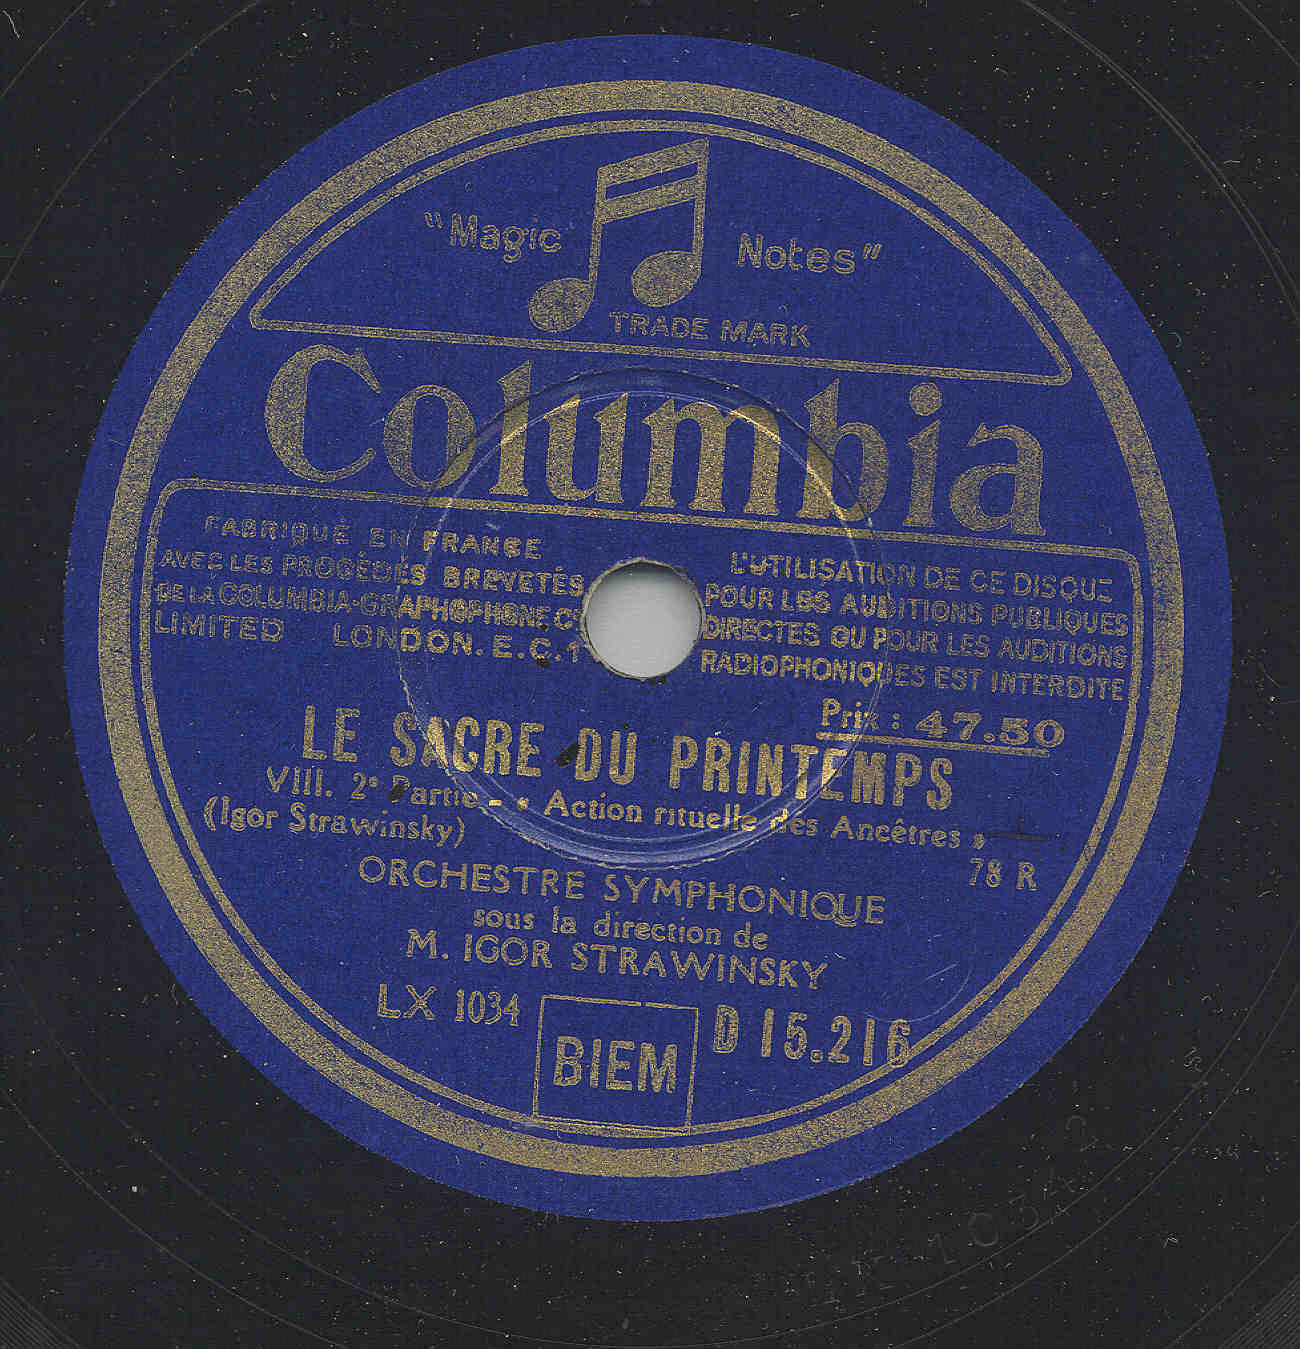 "Magic Notes"
TRADE MARK
Columbia
FABRIQUÉ EN FRANCE
AVEC LES PROCÉDÉS BREVETÉS
DE LA COLUMBIA-GRAPHOPHONE Cº
LIMITED LONDON. E.C.1
L'UTILISATION DE CE DISQUE
POUR LES AUDITIONS PUBLIQUES
DIRECTES OU POUR LES AUDITIONS
RADIOPHONIQUES EST INTERDITE
Prix : 47.50
LE SACRE DU PRINTEMPS
VIII. 2ᵉ Partie - « Action rituelle des Ancêtres »
(Igor Strawinsky)
78 R
ORCHESTRE SYMPHONIQUE
sous la direction de
M. IGOR STRAWINSKY
LX 1034
BIEM
D 15.216